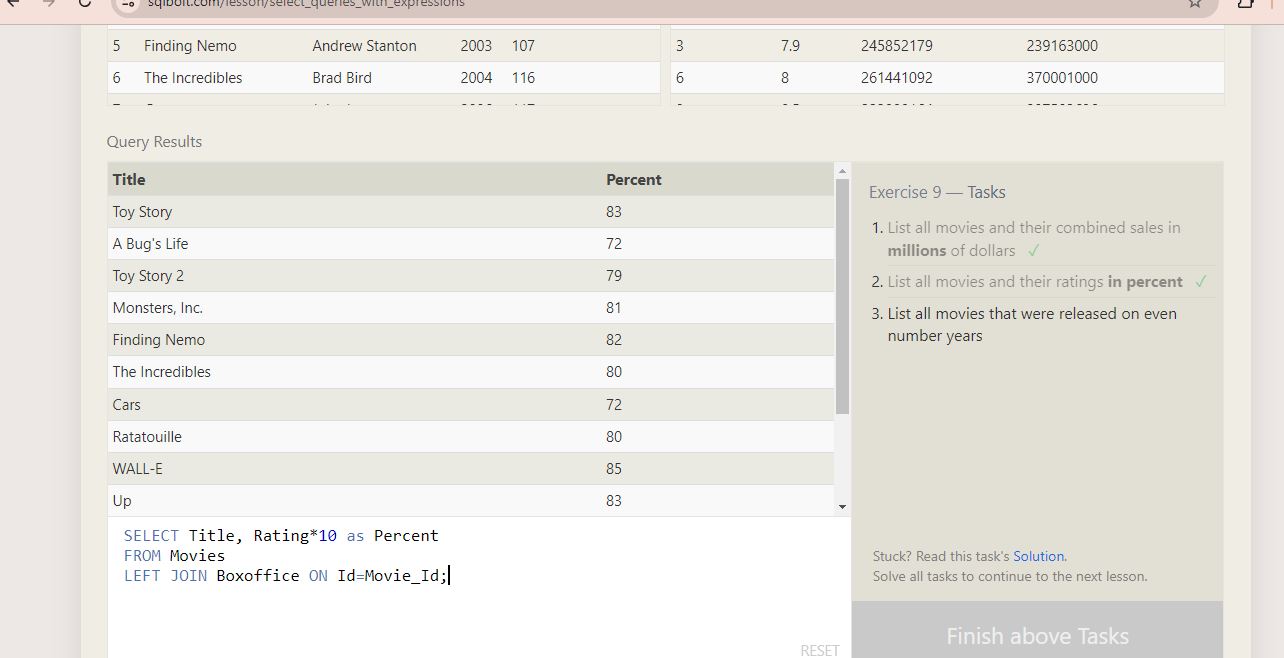 sqlbolt.com/lesson/select_queries_with_expressions
5 Finding Nemo Andrew Stanton 2003 107 3 7.9 245852179 239163000
6 The Incredibles Brad Bird 2004 116 6 8 261441092 370001000
Query Results
Title Percent
Toy Story 83
A Bug's Life 72
Toy Story 2 79
Monsters, Inc. 81
Finding Nemo 82
The Incredibles 80
Cars 72
Ratatouille 80
WALL-E 85
Up 83
SELECT Title, Rating*10 as Percent
FROM Movies
LEFT JOIN Boxoffice ON Id=Movie_Id;
RESET
Exercise 9 — Tasks
1. List all movies and their combined sales in
millions of dollars ✓
2. List all movies and their ratings in percent ✓
3. List all movies that were released on even
number years
Stuck? Read this task's Solution.
Solve all tasks to continue to the next lesson.
Finish above Tasks